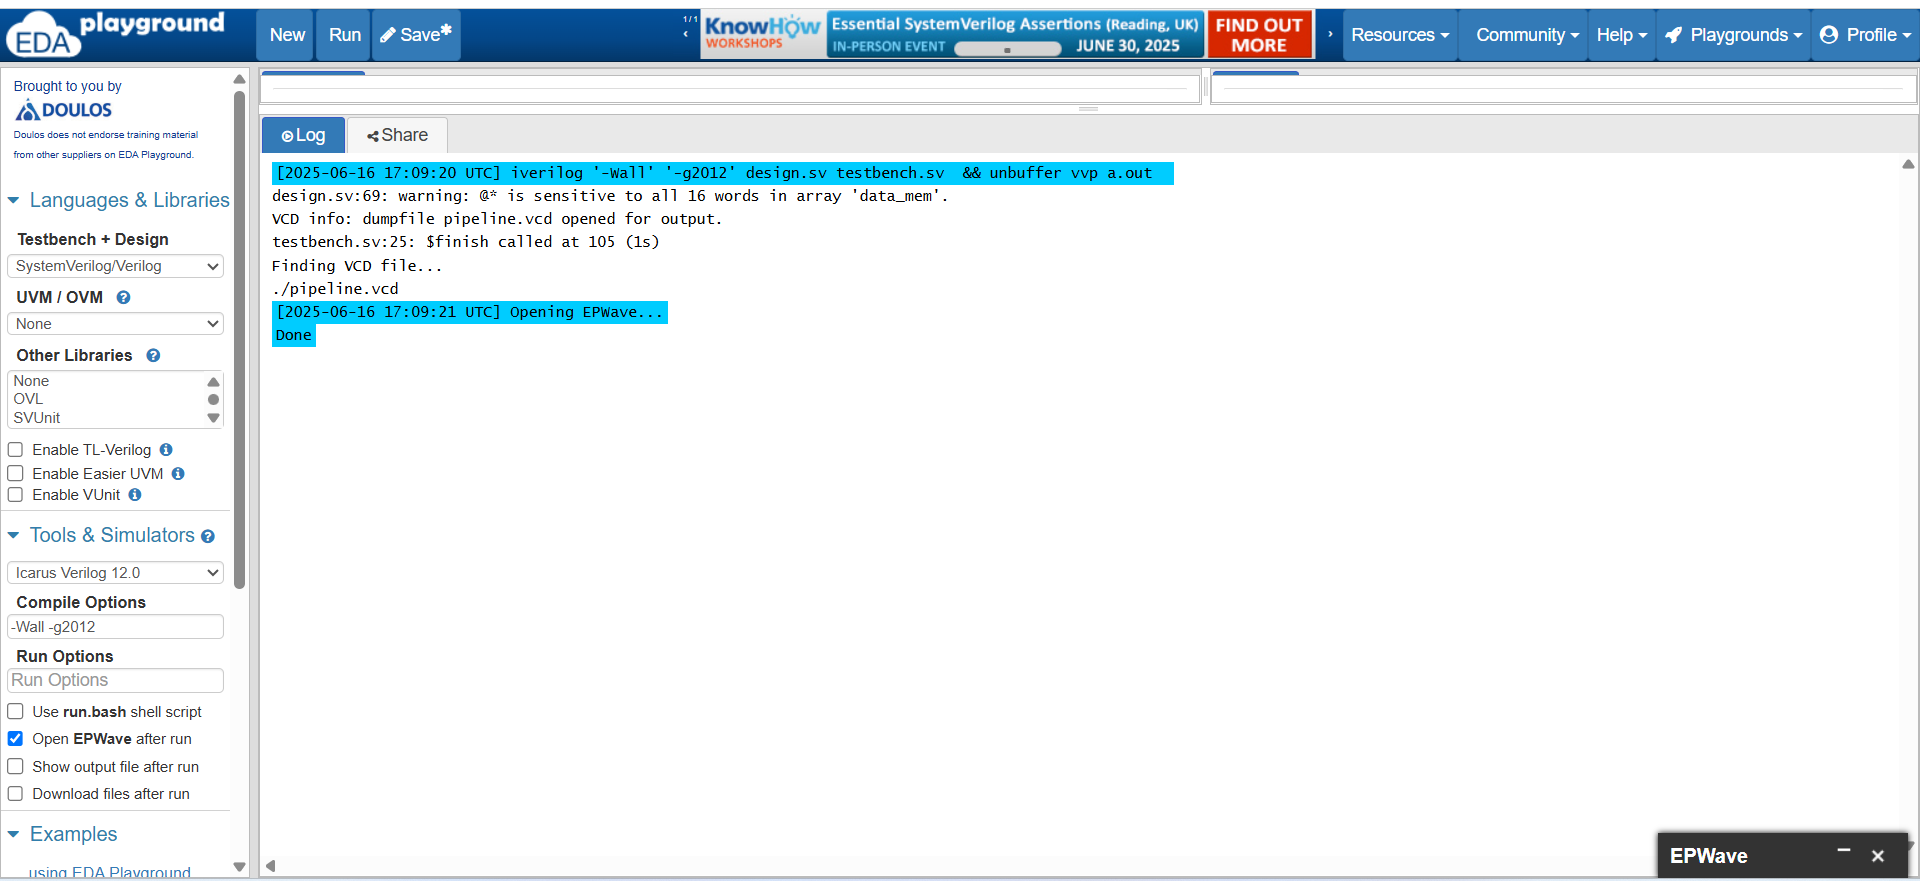 EDA playground
New
Run
Save*
1/1
KnowHow
WORKSHOPS
Essential SystemVerilog Assertions (Reading, UK)
IN-PERSON EVENT
JUNE 30, 2025
FIND OUT
MORE
Resources
Community
Help
Playgrounds
Profile
Brought to you by
DOULOS
Doulos does not endorse training material
from other suppliers on EDA Playground.
Languages & Libraries
Testbench + Design
SystemVerilog/Verilog
UVM / OVM
None
Other Libraries
None
OVL
SVUnit
Enable TL-Verilog
Enable Easier UVM
Enable VUnit
Tools & Simulators
Icarus Verilog 12.0
Compile Options
-Wall -g2012
Run Options
Run Options
Use run.bash shell script
Open EPWave after run
Show output file after run
Download files after run
Examples
using EDA Playground
Log
Share
[2025-06-16 17:09:20 UTC] iverilog '-Wall' '-g2012' design.sv testbench.sv  && unbuffer vvp a.out
design.sv:69: warning: @* is sensitive to all 16 words in array 'data_mem'.
VCD info: dumpfile pipeline.vcd opened for output.
testbench.sv:25: $finish called at 105 (1s)
Finding VCD file...
./pipeline.vcd
[2025-06-16 17:09:21 UTC] Opening EPWave...
Done
EPWave